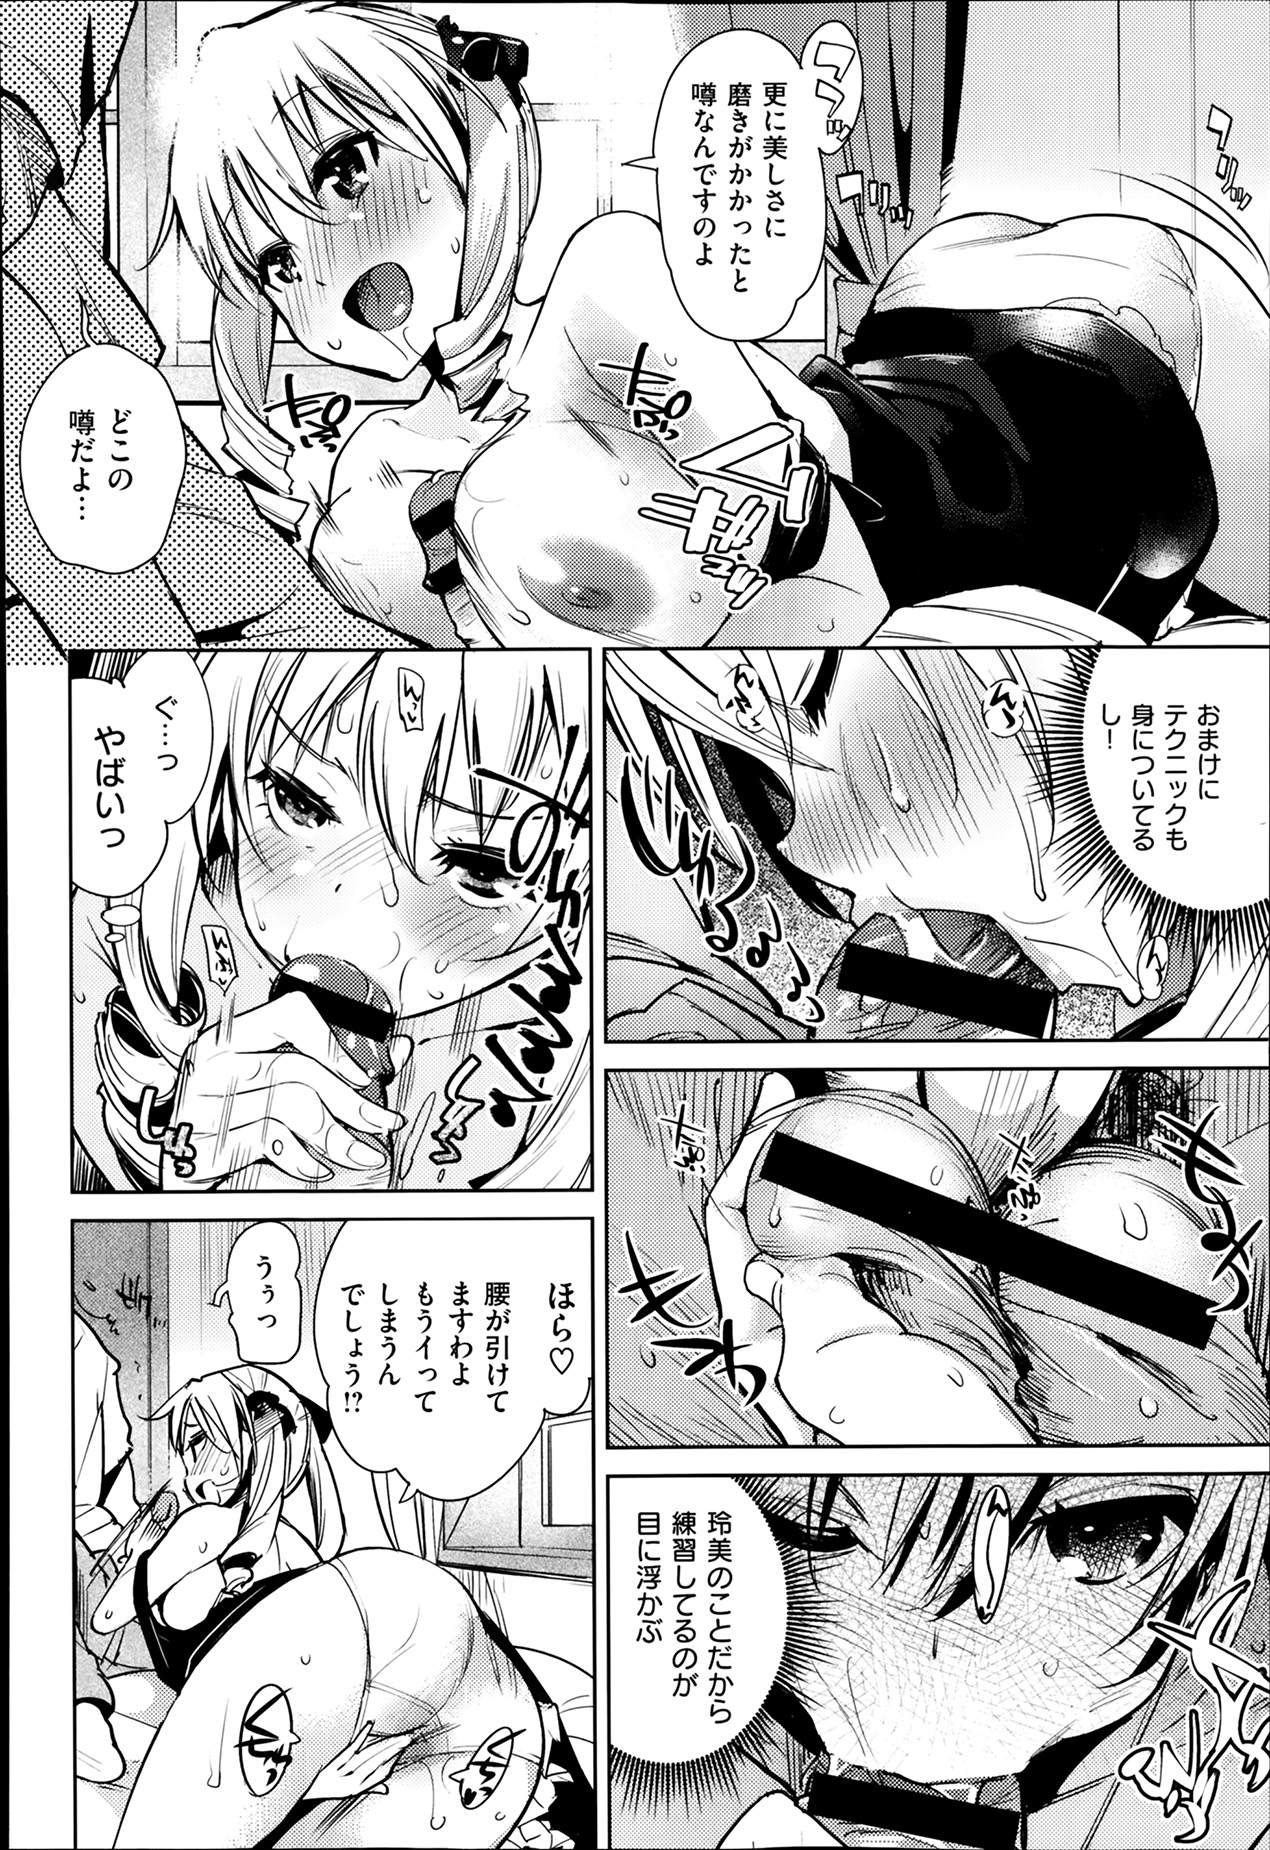 更に美しさに
磨きがかかったと
噂なんですのよ
どこの
噂だよ…
おまけに
テクニックも
身についてる
し！
ぐ…っ
やばいっ
玲美のことだから
練習してるのが
目に浮かぶ
ほら♡
腰が引けて
ますわよ
もうイって
しまうん
でしょう!?
うぅっ